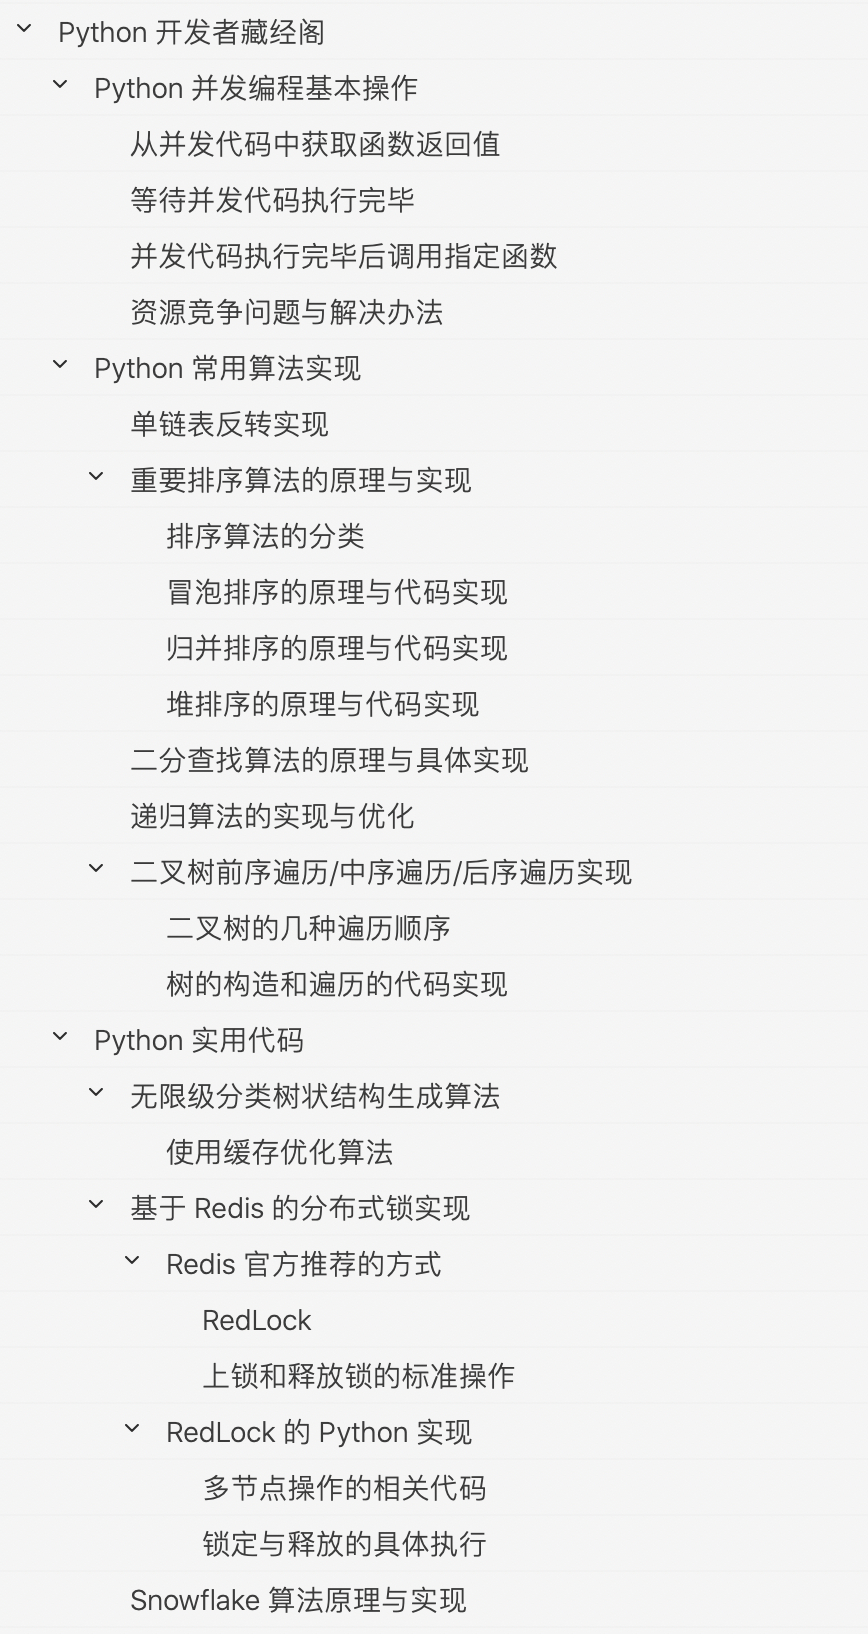 Python 开发者藏经阁
Python 并发编程基本操作
从并发代码中获取函数返回值
等待并发代码执行完毕
并发代码执行完毕后调用指定函数
资源竞争问题与解决办法
Python 常用算法实现
单链表反转实现
重要排序算法的原理与实现
排序算法的分类
冒泡排序的原理与代码实现
归并排序的原理与代码实现
堆排序的原理与代码实现
二分查找算法的原理与具体实现
递归算法的实现与优化
二叉树前序遍历/中序遍历/后序遍历实现
二叉树的几种遍历顺序
树的构造和遍历的代码实现
Python 实用代码
无限级分类树状结构生成算法
使用缓存优化算法
基于 Redis 的分布式锁实现
Redis 官方推荐的方式
RedLock
上锁和释放锁的标准操作
RedLock 的 Python 实现
多节点操作的相关代码
锁定与释放的具体执行
Snowflake 算法原理与实现